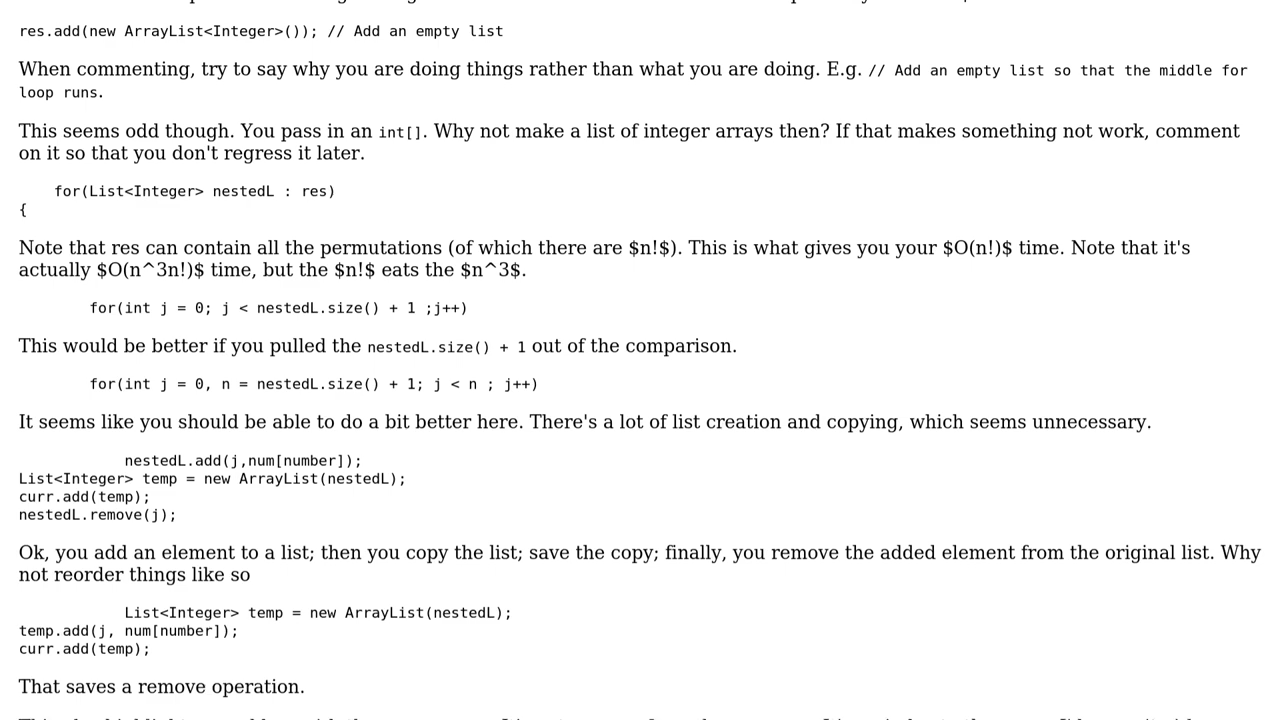 res.add(new ArrayList<Integer>()); // Add an empty list
When commenting, try to say why you are doing things rather than what you are doing. E.g. // Add an empty list so that the middle for
loop runs.
This seems odd though. You pass in an int[]. Why not make a list of integer arrays then? If that makes something not work, comment
on it so that you don't regress it later.
for(List<Integer> nestedL : res)
{
Note that res can contain all the permutations (of which there are $n!$). This is what gives you your $O(n!)$ time. Note that it's
actually $O(n^3n!)$ time, but the $n!$ eats the $n^3$.
for(int j = 0; j < nestedL.size() + 1 ;j++)
This would be better if you pulled the nestedL.size() + 1 out of the comparison.
for(int j = 0, n = nestedL.size() + 1; j < n ; j++)
It seems like you should be able to do a bit better here. There's a lot of list creation and copying, which seems unnecessary.
nestedL.add(j,num[number]);
List<Integer> temp = new ArrayList(nestedL);
curr.add(temp);
nestedL.remove(j);
Ok, you add an element to a list; then you copy the list; save the copy; finally, you remove the added element from the original list. Why
not reorder things like so
List<Integer> temp = new ArrayList(nestedL);
temp.add(j, num[number]);
curr.add(temp);
That saves a remove operation.